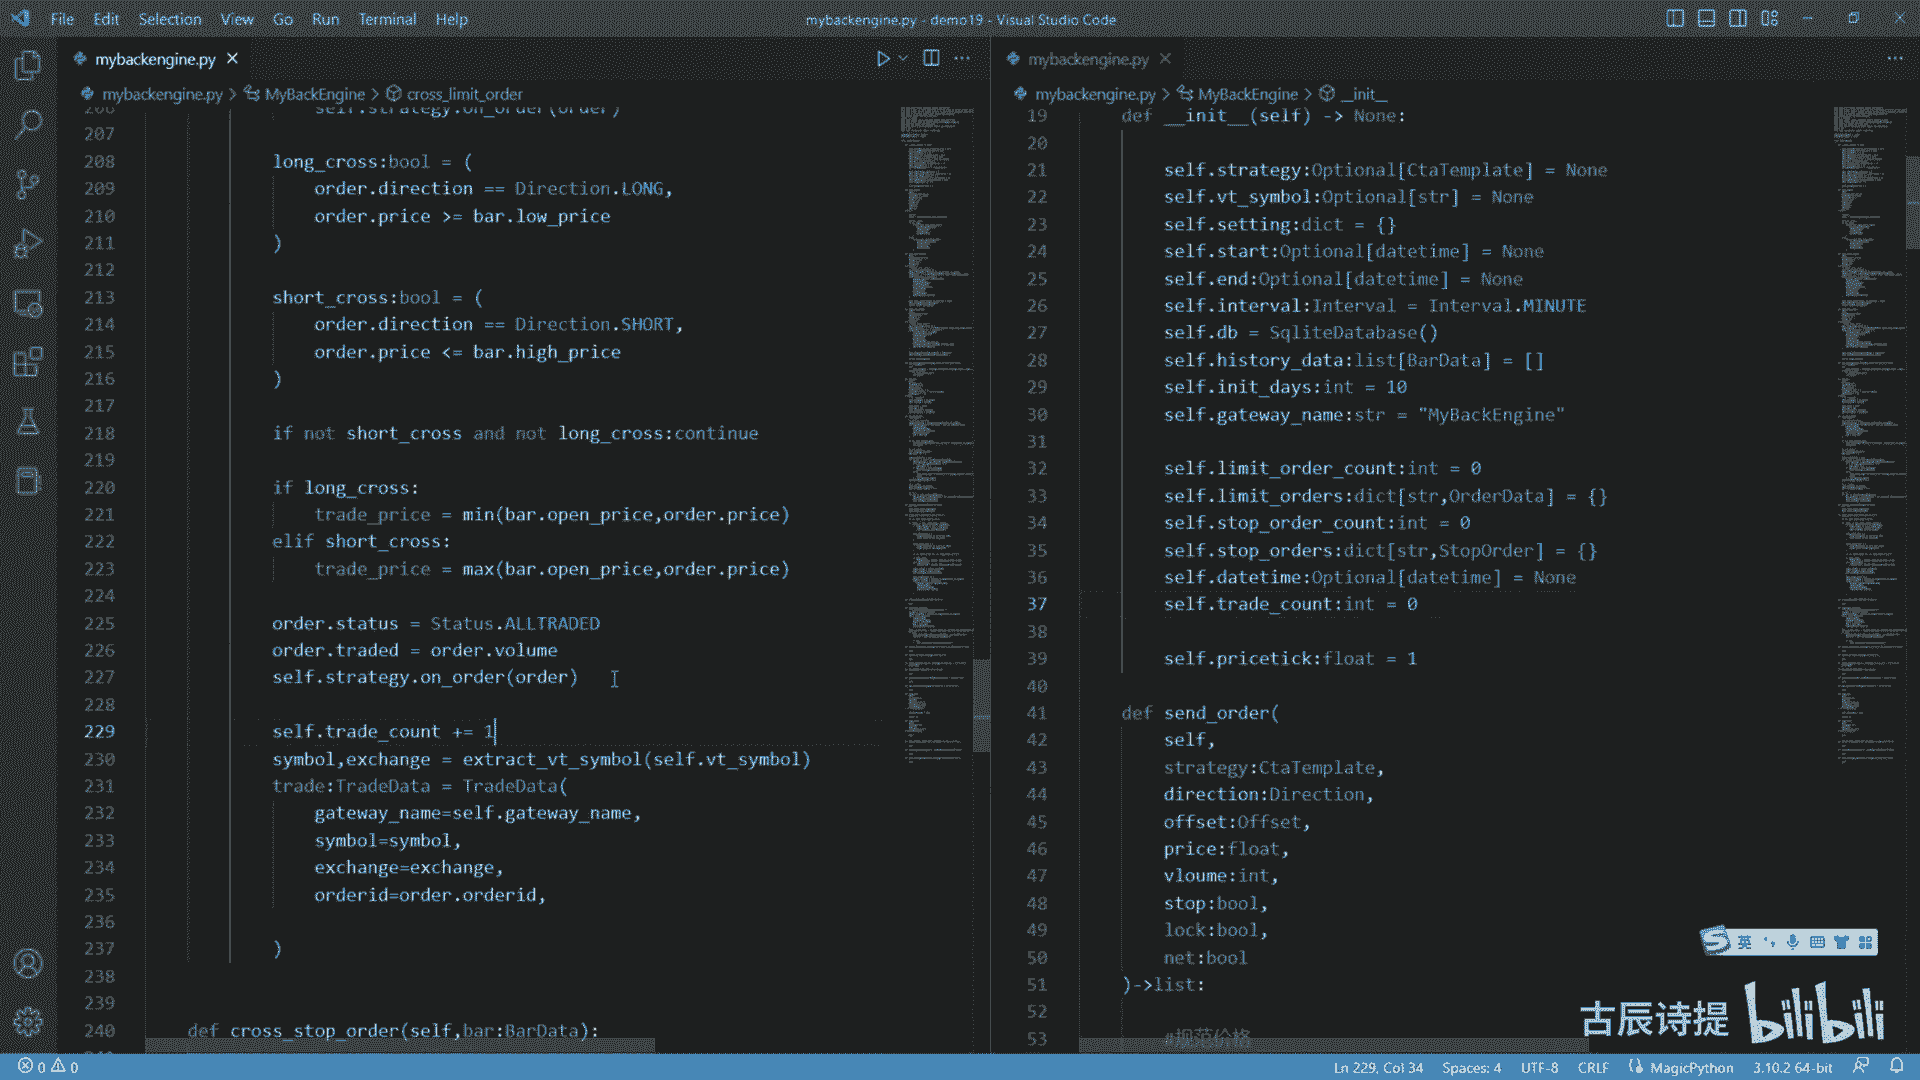 File Edit Selection View Go Run Terminal Help
mybackengine.py - demo19 - Visual Studio Code
mybackengine.py
mybackengine.py > MyBackEngine > cross_limit_order
206 self.strategy.on_order(order)
207
208 long_cross:bool = (
209 order.direction == Direction.LONG,
210 order.price >= bar.low_price
211 )
212
213 short_cross:bool = (
214 order.direction == Direction.SHORT,
215 order.price <= bar.high_price
216 )
217
218 if not short_cross and not long_cross:continue
219
220 if long_cross:
221 trade_price = min(bar.open_price,order.price)
222 elif short_cross:
223 trade_price = max(bar.open_price,order.price)
224
225 order.status = Status.ALLTRADED
226 order.traded = order.volume
227 self.strategy.on_order(order)
228
229 self.trade_count += 1
230 symbol,exchange = extract_vt_symbol(self.vt_symbol)
231 trade:TradeData = TradeData(
232 gateway_name=self.gateway_name,
233 symbol=symbol,
234 exchange=exchange,
235 orderid=order.orderid,
236
237 )
238
239
240 def cross_stop_order(self,bar:BarData):
mybackengine.py
mybackengine.py > MyBackEngine > __init__
19 def __init__(self) -> None:
20
21 self.strategy:Optional[CtaTemplate] = None
22 self.vt_symbol:Optional[str] = None
23 self.setting:dict = {}
24 self.start:Optional[datetime] = None
25 self.end:Optional[datetime] = None
26 self.interval:Interval = Interval.MINUTE
27 self.db = SqliteDatabase()
28 self.history_data:list[BarData] = []
29 self.init_days:int = 10
30 self.gateway_name:str = "MyBackEngine"
31
32 self.limit_order_count:int = 0
33 self.limit_orders:dict[str,OrderData] = {}
34 self.stop_order_count:int = 0
35 self.stop_orders:dict[str,StopOrder] = {}
36 self.datetime:Optional[datetime] = None
37 self.trade_count:int = 0
38
39 self.pricetick:float = 1
40
41 def send_order(
42 self,
43 strategy:CtaTemplate,
44 direction:Direction,
45 offset:Offset,
46 price:float,
47 vloume:int,
48 stop:bool,
49 lock:bool,
50 net:bool
51 )->list:
52
53 #规范价格
英
古辰诗提 bilibili
0 0 Ln 229, Col 34 Spaces: 4 UTF-8 CRLF MagicPython 3.10.2 64-bit